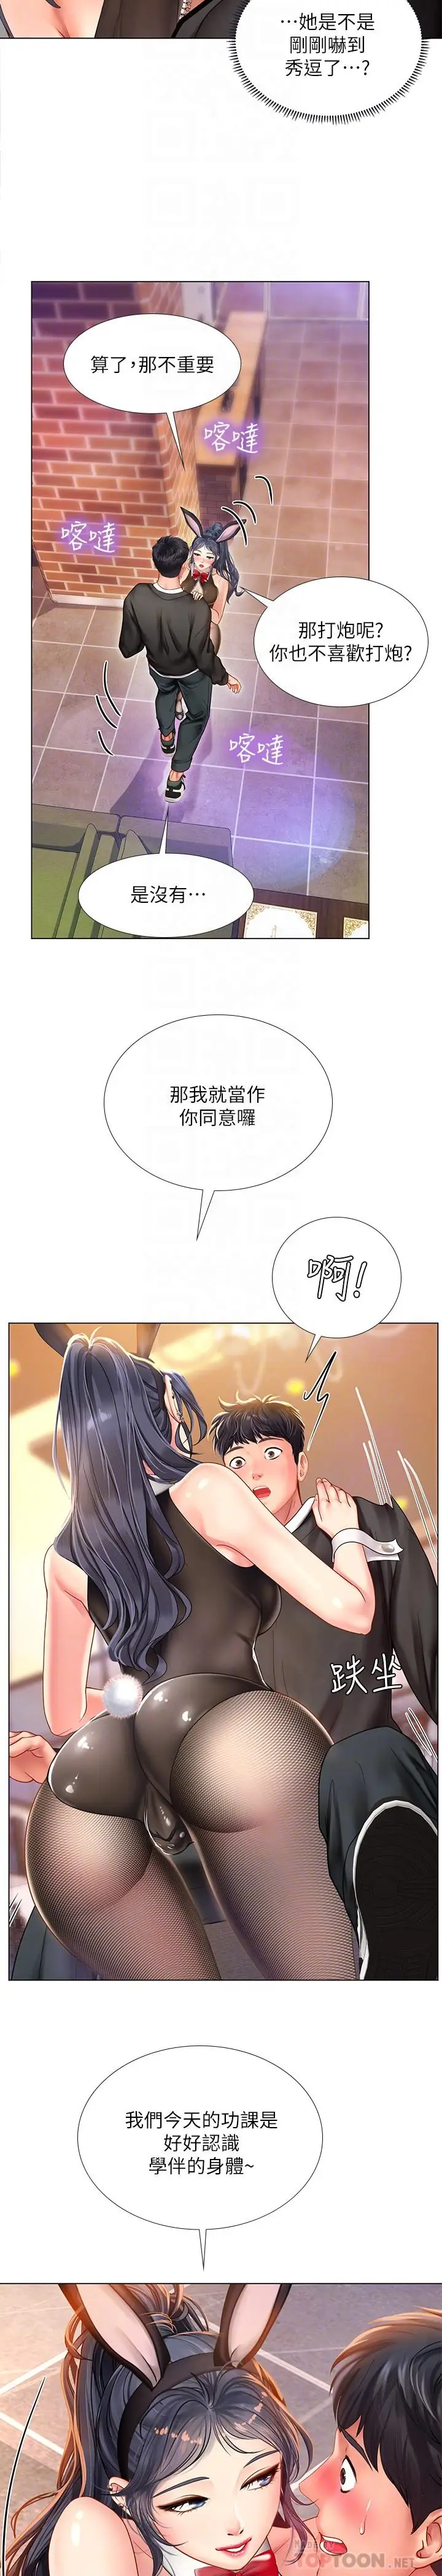 …她是不是
剛剛嚇到
秀逗了…?
算了,那不重要
喀噠
喀噠
那打炮呢?
你也不喜歡打炮?
喀噠
是沒有…
那我就當作
你同意囉
啊!
跌坐
我們今天的功課是
好好認識
學伴的身體~
TOPTOON.NET